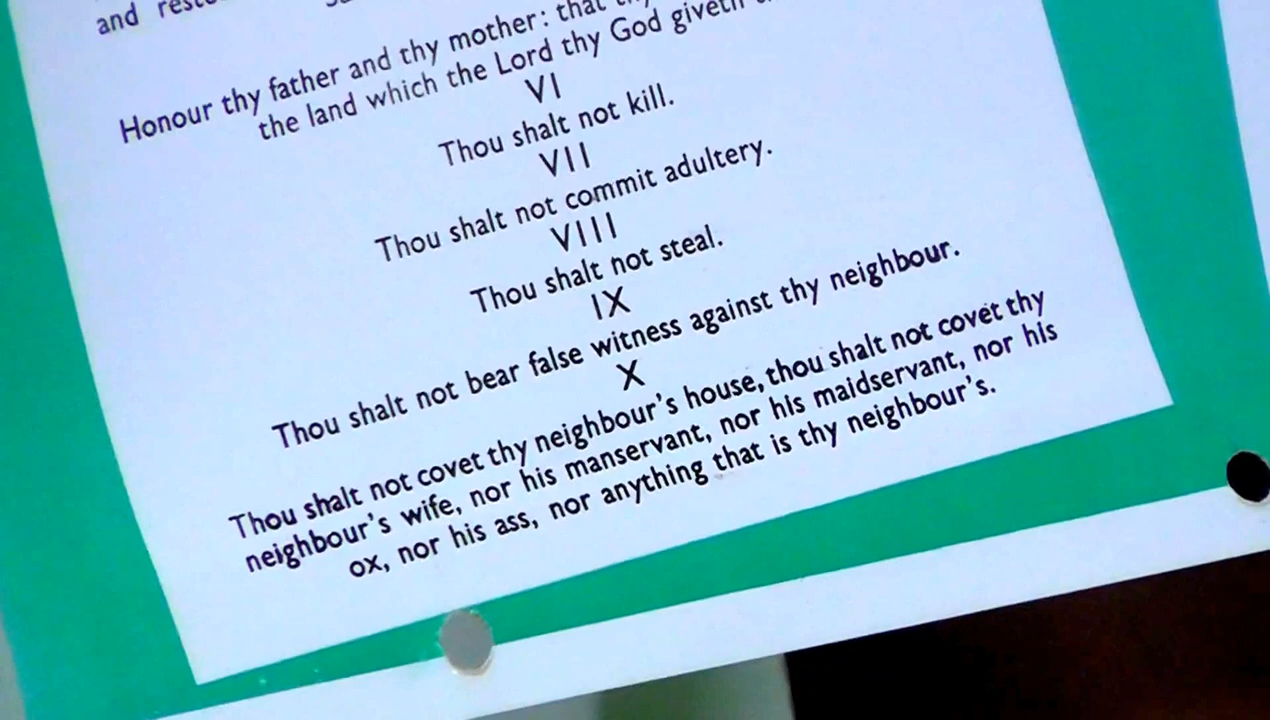 and
Honour thy father and thy mother: that
the land which the Lord thy God giveth
VI
Thou shalt not kill.
VII
Thou shalt not commit adultery.
VIII
Thou shalt not steal.
IX
Thou shalt not bear false witness against thy neighbour.
X
Thou shalt not covet thy neighbour's house, thou shalt not covet thy
neighbour's wife, nor his manservant, nor his maidservant, nor his
ox, nor his ass, nor anything that is thy neighbour's.